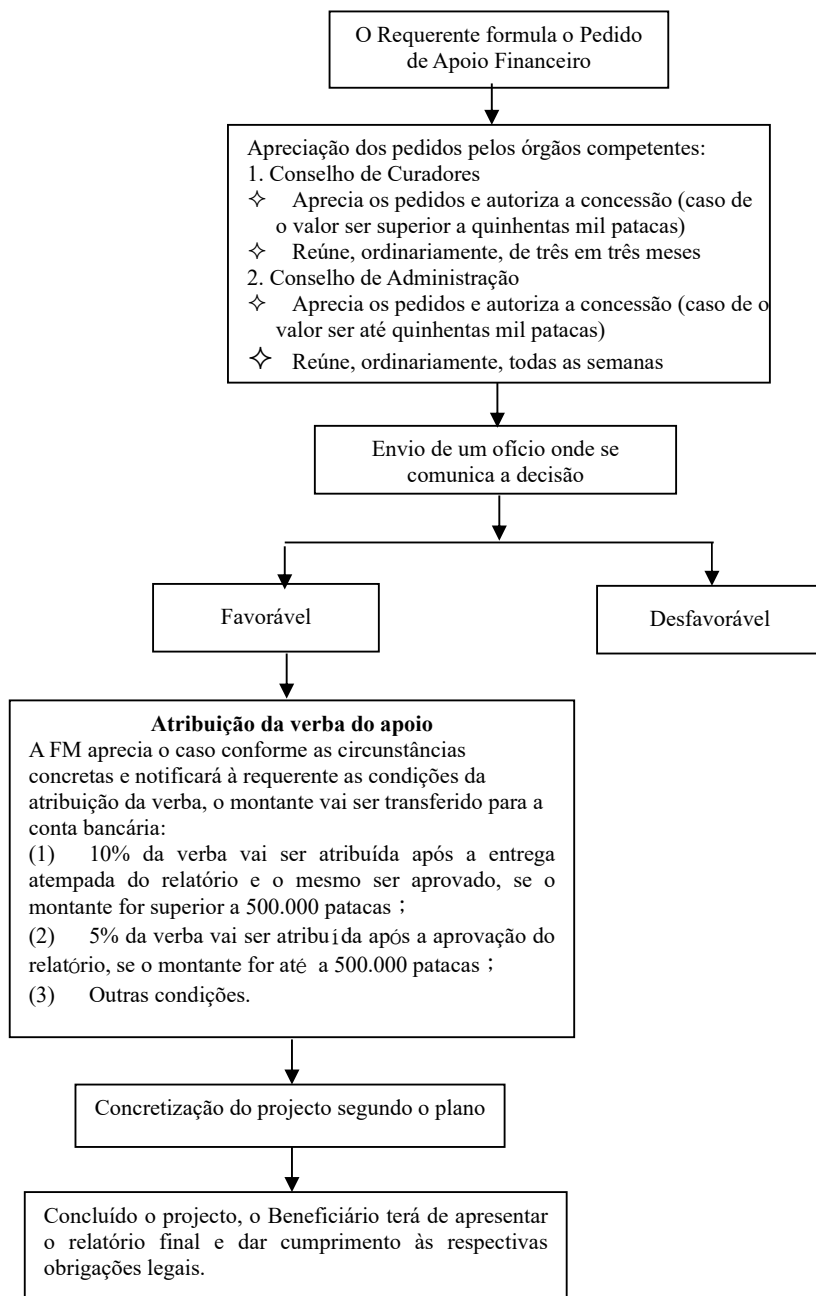 O Requerente formula o Pedido
de Apoio Financeiro
Apreciação dos pedidos pelos órgãos competentes:
1. Conselho de Curadores
✧ Aprecia os pedidos e autoriza a concessão (caso de
o valor ser superior a quinhentas mil patacas)
✧ Reúne, ordinariamente, de três em três meses
2. Conselho de Administração
✧ Aprecia os pedidos e autoriza a concessão (caso de o
valor ser até quinhentas mil patacas)
✧ Reúne, ordinariamente, todas as semanas
Envio de um ofício onde se
comunica a decisão
Favorável
Desfavorável
Atribuição da verba do apoio
A FM aprecia o caso conforme as circunstâncias
concretas e notificará à requerente as condições da
atribuição da verba, o montante vai ser transferido para a
conta bancária:
(1) 10% da verba vai ser atribuída após a entrega
atempada do relatório e o mesmo ser aprovado, se o
montante for superior a 500.000 patacas；
(2) 5% da verba vai ser atribuída após a aprovação do
relatório, se o montante for até a 500.000 patacas；
(3) Outras condições.
Concretização do projecto segundo o plano
Concluído o projecto, o Beneficiário terá de apresentar
o relatório final e dar cumprimento às respectivas
obrigações legais.